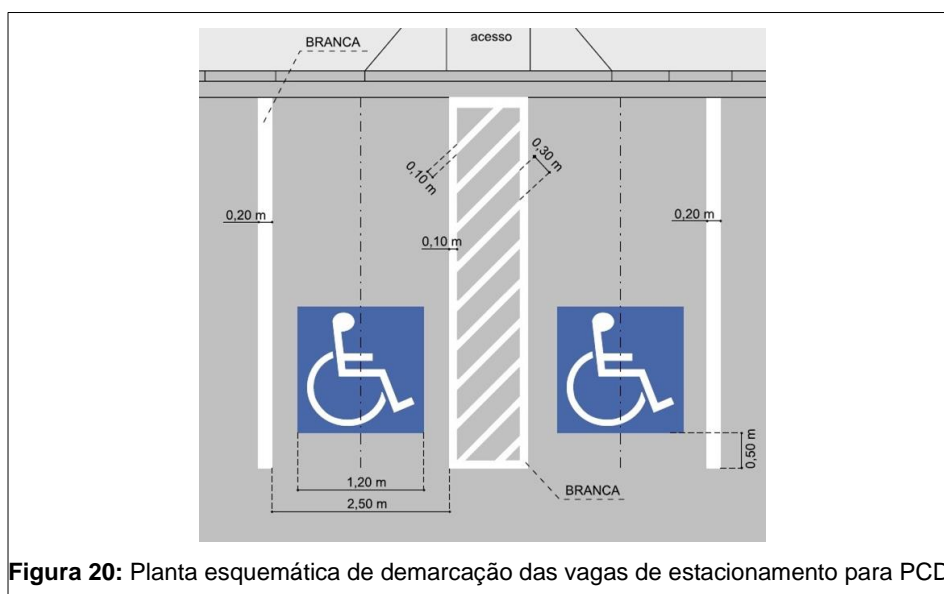 acesso
BRANCA
0,10 m
0,30 m
0,20 m
0,20 m
0,10 m
0,50 m
1,20 m
BRANCA
2,50 m
Figura 20: Planta esquemática de demarcação das vagas de estacionamento para PCD